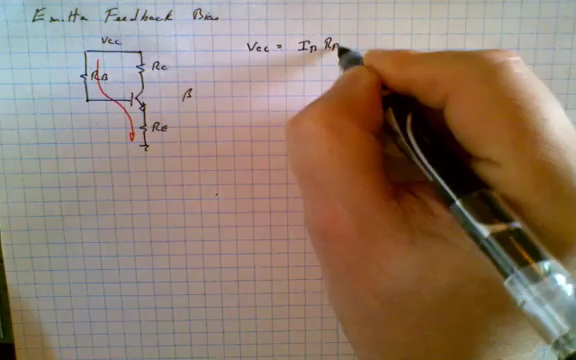 Emitter Feedback Bias
Vcc
Vcc = IB RB
RB
RC
β
RE